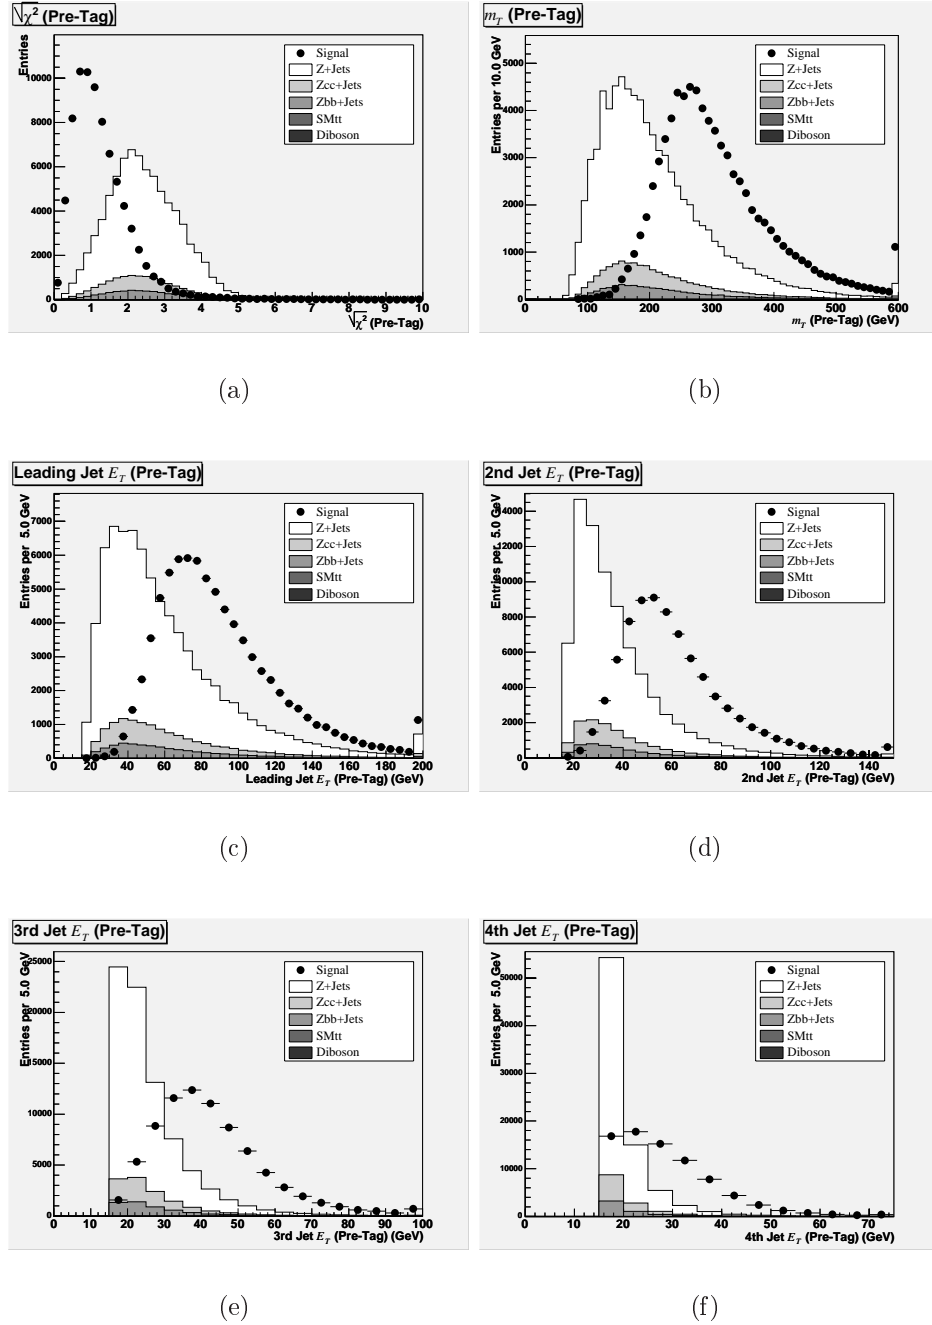 √χ² (Pre-Tag)
Entries
Signal
Z+Jets
Zcc+Jets
Zbb+Jets
SMtt
Diboson
0
2000
4000
6000
8000
10000
0 1 2 3 4 5 6 7 8 9 10
√χ² (Pre-Tag)
(a)
m_T (Pre-Tag)
Entries per 10.0 GeV
Signal
Z+Jets
Zcc+Jets
Zbb+Jets
SMtt
Diboson
0
1000
2000
3000
4000
5000
0 100 200 300 400 500 600
m_T (Pre-Tag) (GeV)
(b)
Leading Jet E_T (Pre-Tag)
Entries per 5.0 GeV
Signal
Z+Jets
Zcc+Jets
Zbb+Jets
SMtt
Diboson
0
1000
2000
3000
4000
5000
6000
7000
0 20 40 60 80 100 120 140 160 180 200
Leading Jet E_T (Pre-Tag) (GeV)
(c)
2nd Jet E_T (Pre-Tag)
Entries per 5.0 GeV
Signal
Z+Jets
Zcc+Jets
Zbb+Jets
SMtt
Diboson
0
2000
4000
6000
8000
10000
12000
14000
0 20 40 60 80 100 120 140
2nd Jet E_T (Pre-Tag) (GeV)
(d)
3rd Jet E_T (Pre-Tag)
Entries per 5.0 GeV
Signal
Z+Jets
Zcc+Jets
Zbb+Jets
SMtt
Diboson
0
5000
10000
15000
20000
25000
0 10 20 30 40 50 60 70 80 90 100
3rd Jet E_T (Pre-Tag) (GeV)
(e)
4th Jet E_T (Pre-Tag)
Entries per 5.0 GeV
Signal
Z+Jets
Zcc+Jets
Zbb+Jets
SMtt
Diboson
0
10000
20000
30000
40000
50000
0 10 20 30 40 50 60 70
4th Jet E_T (Pre-Tag) (GeV)
(f)